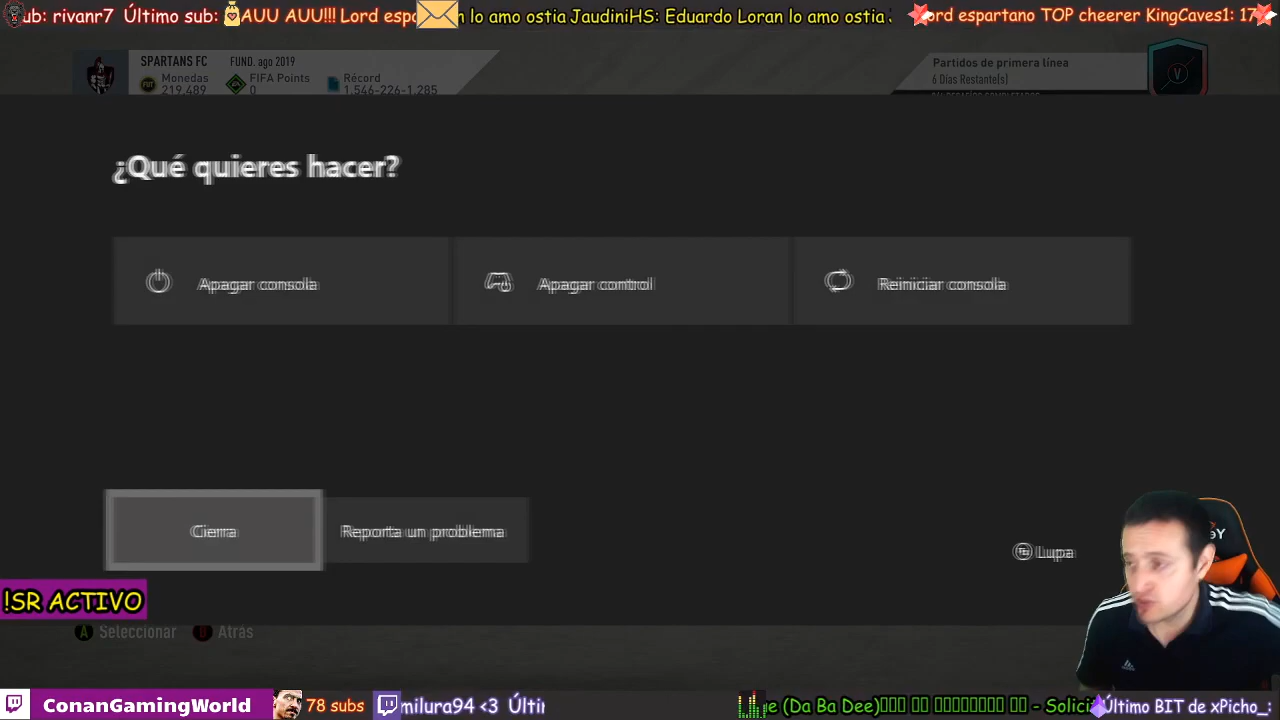 ub: rivanr7 Último sub: AUU AUU!!! Lord espa
n lo amo ostia JaudiniHS: Eduardo Loran lo amo ostia
ord espartano TOP cheerer KingCaves1: 17
SPARTANS FC FUND. ago 2019
Monedas
219,489
FIFA Points
0
Récord
1.546-226-1.285
Partidos de primera línea
6 Días Restante(s)
V
¿Qué quieres hacer?
Apagar consola
Apagar control
Reiniciar consola
Cierra
Reporta un problema
Lupa
!SR ACTIVO
A Seleccionar B Atrás
ConanGamingWorld
78 subs
milura94 <3 Últi
e (Da Ba Dee)
- Solici
Último BIT de xPicho_: